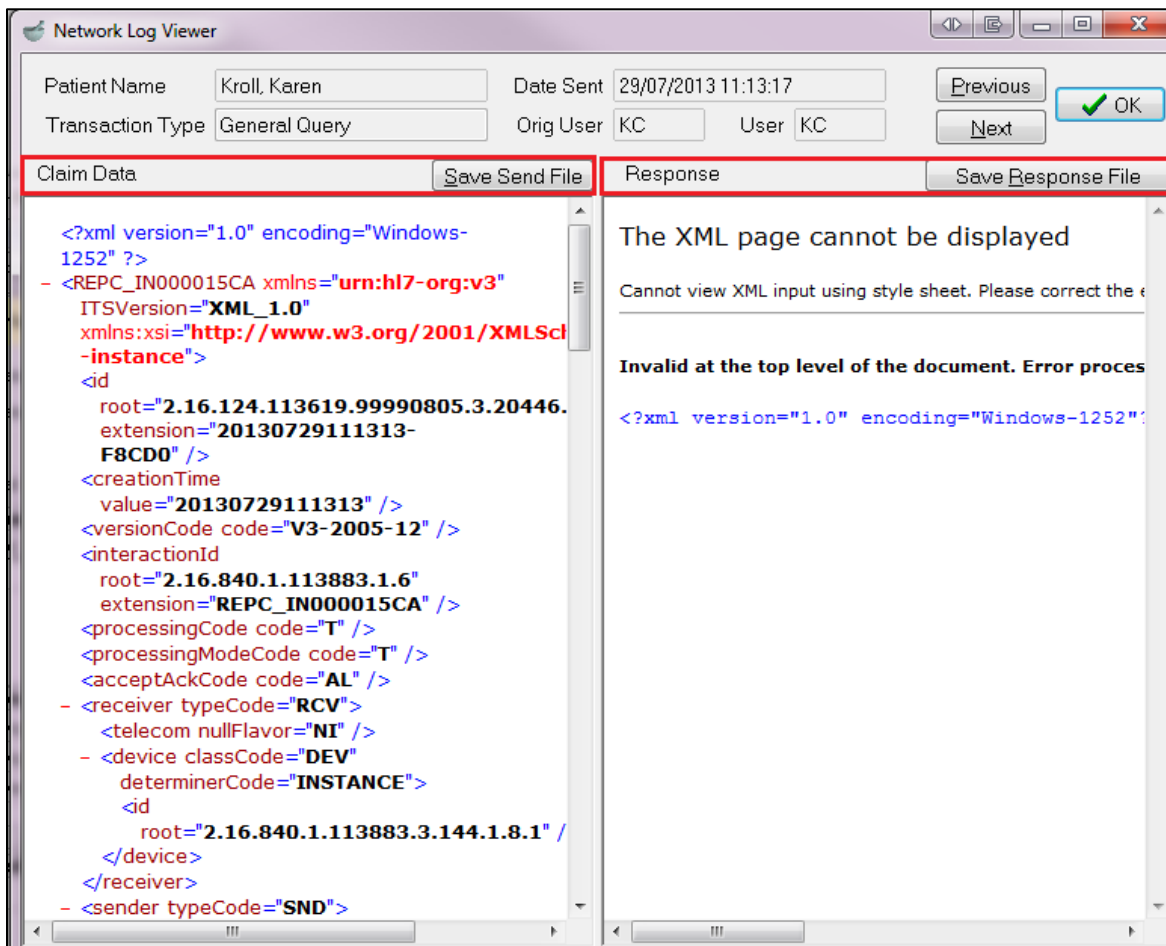 Network Log Viewer
Patient Name Kroll, Karen Date Sent 29/07/2013 11:13:17 Previous OK
Transaction Type General Query Orig User KC User KC Next
Claim Data Save Send File Response Save Response File
<?xml version="1.0" encoding="Windows-
1252" ?>
- <REPC_IN000015CA xmlns="urn:hl7-org:v3"
ITSVersion="XML_1.0"
xmlns:xsi="http://www.w3.org/2001/XMLSch
-instance">
<id
root="2.16.124.113619.99990805.3.20446.
extension="20130729111313-
F8CD0" />
<creationTime
value="20130729111313" />
<versionCode code="V3-2005-12" />
<interactionId
root="2.16.840.1.113883.1.6"
extension="REPC_IN000015CA" />
<processingCode code="T" />
<processingModeCode code="T" />
<acceptAckCode code="AL" />
- <receiver typeCode="RCV">
<telecom nullFlavor="NI" />
- <device classCode="DEV"
determinerCode="INSTANCE">
<id
root="2.16.840.1.113883.3.144.1.8.1" /
</device>
</receiver>
- <sender typeCode="SND">
The XML page cannot be displayed
Cannot view XML input using style sheet. Please correct the
Invalid at the top level of the document. Error proces
<?xml version="1.0" encoding="Windows-1252"?